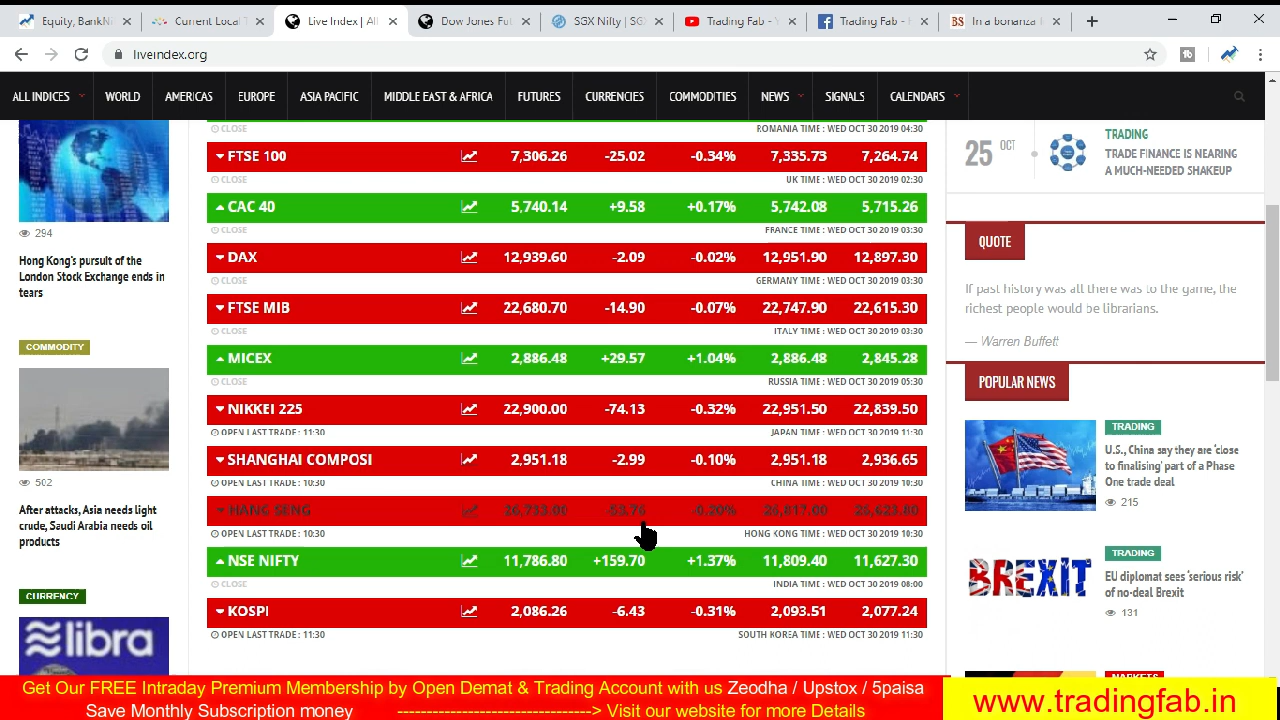 Equity, BankNi
Current Local T
Live Index | All
Dow Jones Fut
SGX Nifty | SG
Trading Fab - Y
Trading Fab - H
In a bonanza f
liveindex.org
ALL INDICES
WORLD
AMERICAS
EUROPE
ASIA PACIFIC
MIDDLE EAST & AFRICA
FUTURES
CURRENCIES
COMMODITIES
NEWS
SIGNALS
CALENDARS
294
Hong Kong's pursuit of the
London Stock Exchange ends in
tears
COMMODITY
502
After attacks, Asia needs light
crude, Saudi Arabia needs oil
products
CURRENCY
libra
CLOSE ROMANIA TIME : WED OCT 30 2019 04:30
FTSE 100 7,306.26 -25.02 -0.34% 7,335.73 7,264.74
CLOSE UK TIME : WED OCT 30 2019 02:30
CAC 40 5,740.14 +9.58 +0.17% 5,742.08 5,715.26
CLOSE FRANCE TIME : WED OCT 30 2019 03:30
DAX 12,939.60 -2.09 -0.02% 12,951.90 12,897.30
CLOSE GERMANY TIME : WED OCT 30 2019 03:30
FTSE MIB 22,680.70 -14.90 -0.07% 22,747.90 22,615.30
CLOSE ITALY TIME : WED OCT 30 2019 03:30
MICEX 2,886.48 +29.57 +1.04% 2,886.48 2,845.28
CLOSE RUSSIA TIME : WED OCT 30 2019 05:30
NIKKEI 225 22,900.00 -74.13 -0.32% 22,951.50 22,839.50
OPEN LAST TRADE : 11:30 JAPAN TIME : WED OCT 30 2019 11:30
SHANGHAI COMPOSI 2,951.18 -2.99 -0.10% 2,951.18 2,936.65
OPEN LAST TRADE : 10:30 CHINA TIME : WED OCT 30 2019 10:30
HANG SENG 26,733.00 -53.76 -0.20% 26,817.00 26,623.80
OPEN LAST TRADE : 10:30 HONG KONG TIME : WED OCT 30 2019 10:30
NSE NIFTY 11,786.80 +159.70 +1.37% 11,809.40 11,627.30
CLOSE INDIA TIME : WED OCT 30 2019 08:00
KOSPI 2,086.26 -6.43 -0.31% 2,093.51 2,077.24
OPEN LAST TRADE : 11:30 SOUTH KOREA TIME : WED OCT 30 2019 11:30
25 OCT
TRADING
TRADE FINANCE IS NEARING
A MUCH-NEEDED SHAKEUP
QUOTE
If past history was all there was to the game, the
richest people would be librarians.
— Warren Buffett
POPULAR NEWS
TRADING
U.S., China say they are 'close
to finalising' part of a Phase
One trade deal
215
BREXIT
TRADING
EU diplomat sees 'serious risk'
of no-deal Brexit
131
MARKETS
Get Our FREE Intraday Premium Membership by Open Demat & Trading Account with us Zeodha / Upstox / 5paisa
Save Monthly Subscription money --------------------------------> Visit our website for more Details
www.tradingfab.in